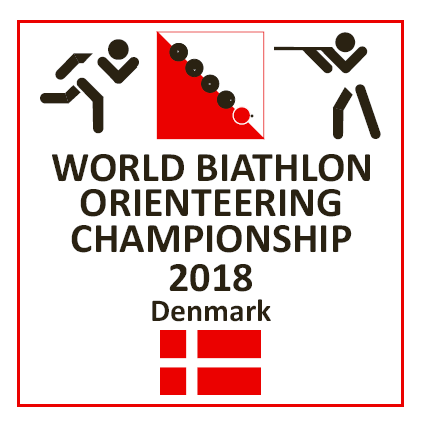 WORLD BIATHLON
ORIENTEERING
CHAMPIONSHIP
2018
Denmark